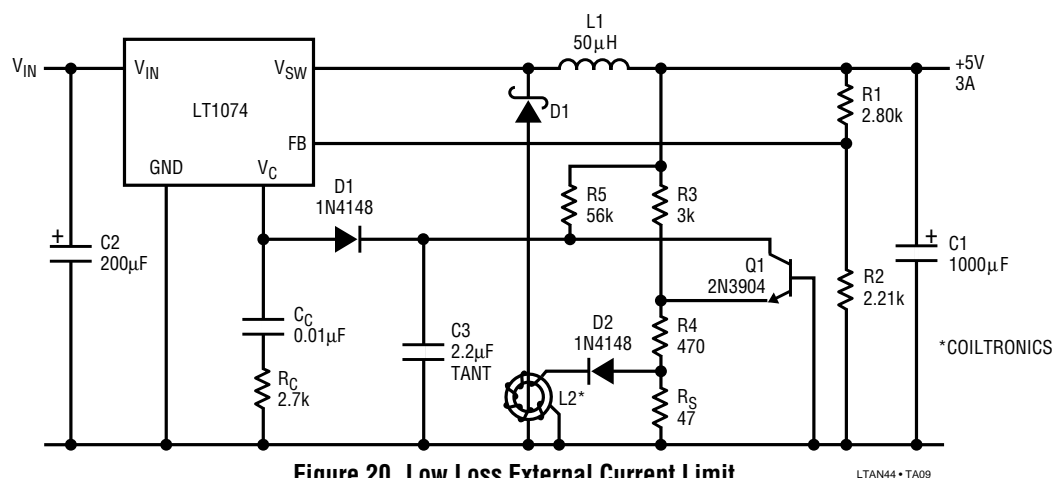 L1
50µH
V_IN
V_IN
V_SW
+5V
3A
LT1074
D1
R1
2.80k
FB
GND
V_C
D1
1N4148
R5
56k
R3
3k
+
C2
200µF
Q1
2N3904
R2
2.21k
+
C1
1000µF
C_C
0.01µF
C3
2.2µF
TANT
D2
1N4148
R4
470
*COILTRONICS
R_C
2.7k
L2*
R_S
47
Figure 20. Low Loss External Current Limit
LTAN44 • TA09